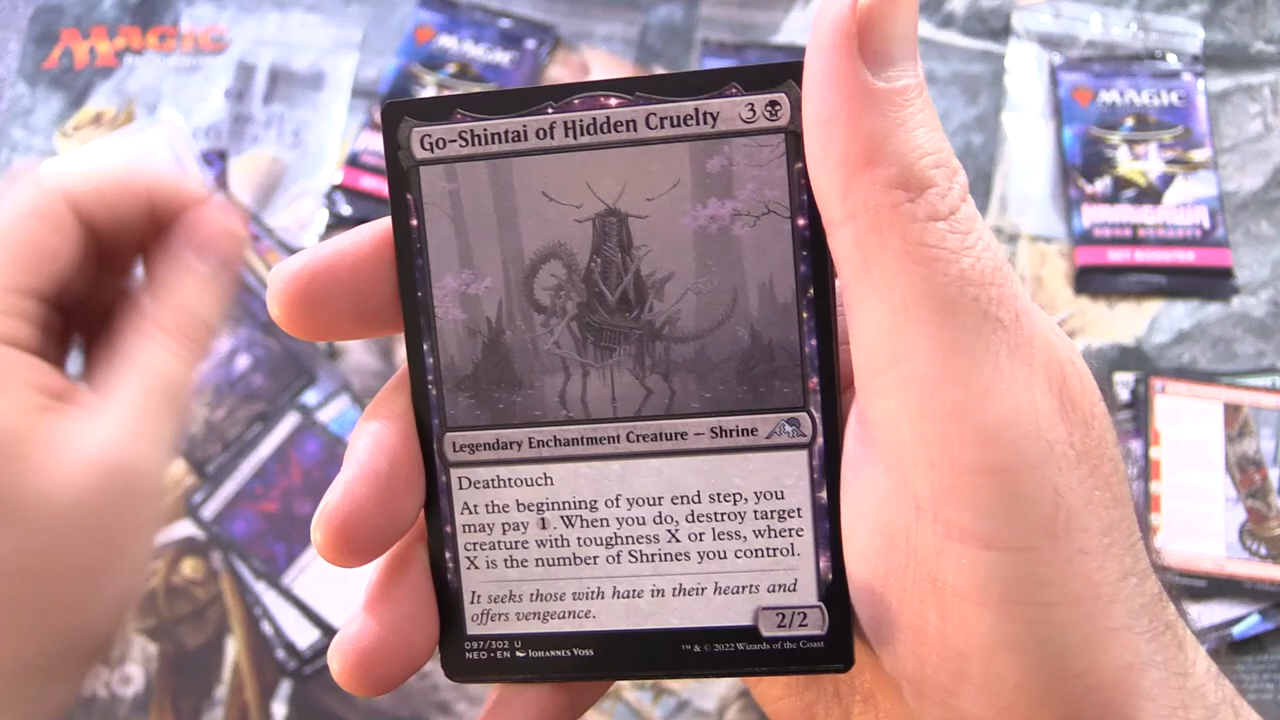 MAGIC
MAGIC
MAGIC
KAMIGAWA
NEON DYNASTY
SET BOOSTER
Go-Shintai of Hidden Cruelty 3
Legendary Enchantment Creature — Shrine
Deathtouch
At the beginning of your end step, you
may pay 1. When you do, destroy target
creature with toughness X or less, where
X is the number of Shrines you control.
It seeks those with hate in their hearts and
offers vengeance.
2/2
097/302 U
NEO • EN Johannes Voss
™ & © 2022 Wizards of the Coast